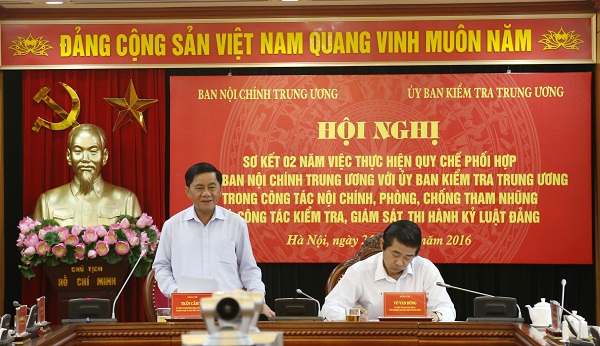 ĐẢNG CỘNG SẢN VIỆT NAM QUANG VINH MUÔN NĂM
BAN NỘI CHÍNH TRUNG ƯƠNG
ỦY BAN KIỂM TRA TRUNG ƯƠNG
HỘI NGHỊ
SƠ KẾT 02 NĂM VIỆC THỰC HIỆN QUY CHẾ PHỐI HỢP
BAN NỘI CHÍNH TRUNG ƯƠNG VỚI ỦY BAN KIỂM TRA TRUNG ƯƠNG
TRONG CÔNG TÁC NỘI CHÍNH, PHÒNG, CHỐNG THAM NHŨNG
CÔNG TÁC KIỂM TRA, GIÁM SÁT, THI HÀNH KỶ LUẬT ĐẢNG
Hà Nội, ngày 2016
CHỦ TỊCH
HỒ CHÍ MINH
TRẦN CẨM
VÕ VĂN DŨNG